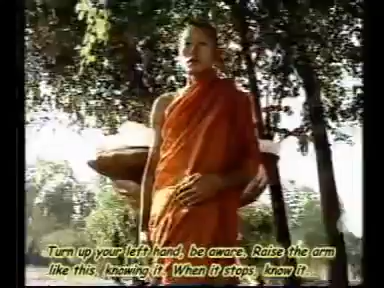 Turn up your left hand, be aware. Raise the arm
like this, knowing it. When it stops, know it..